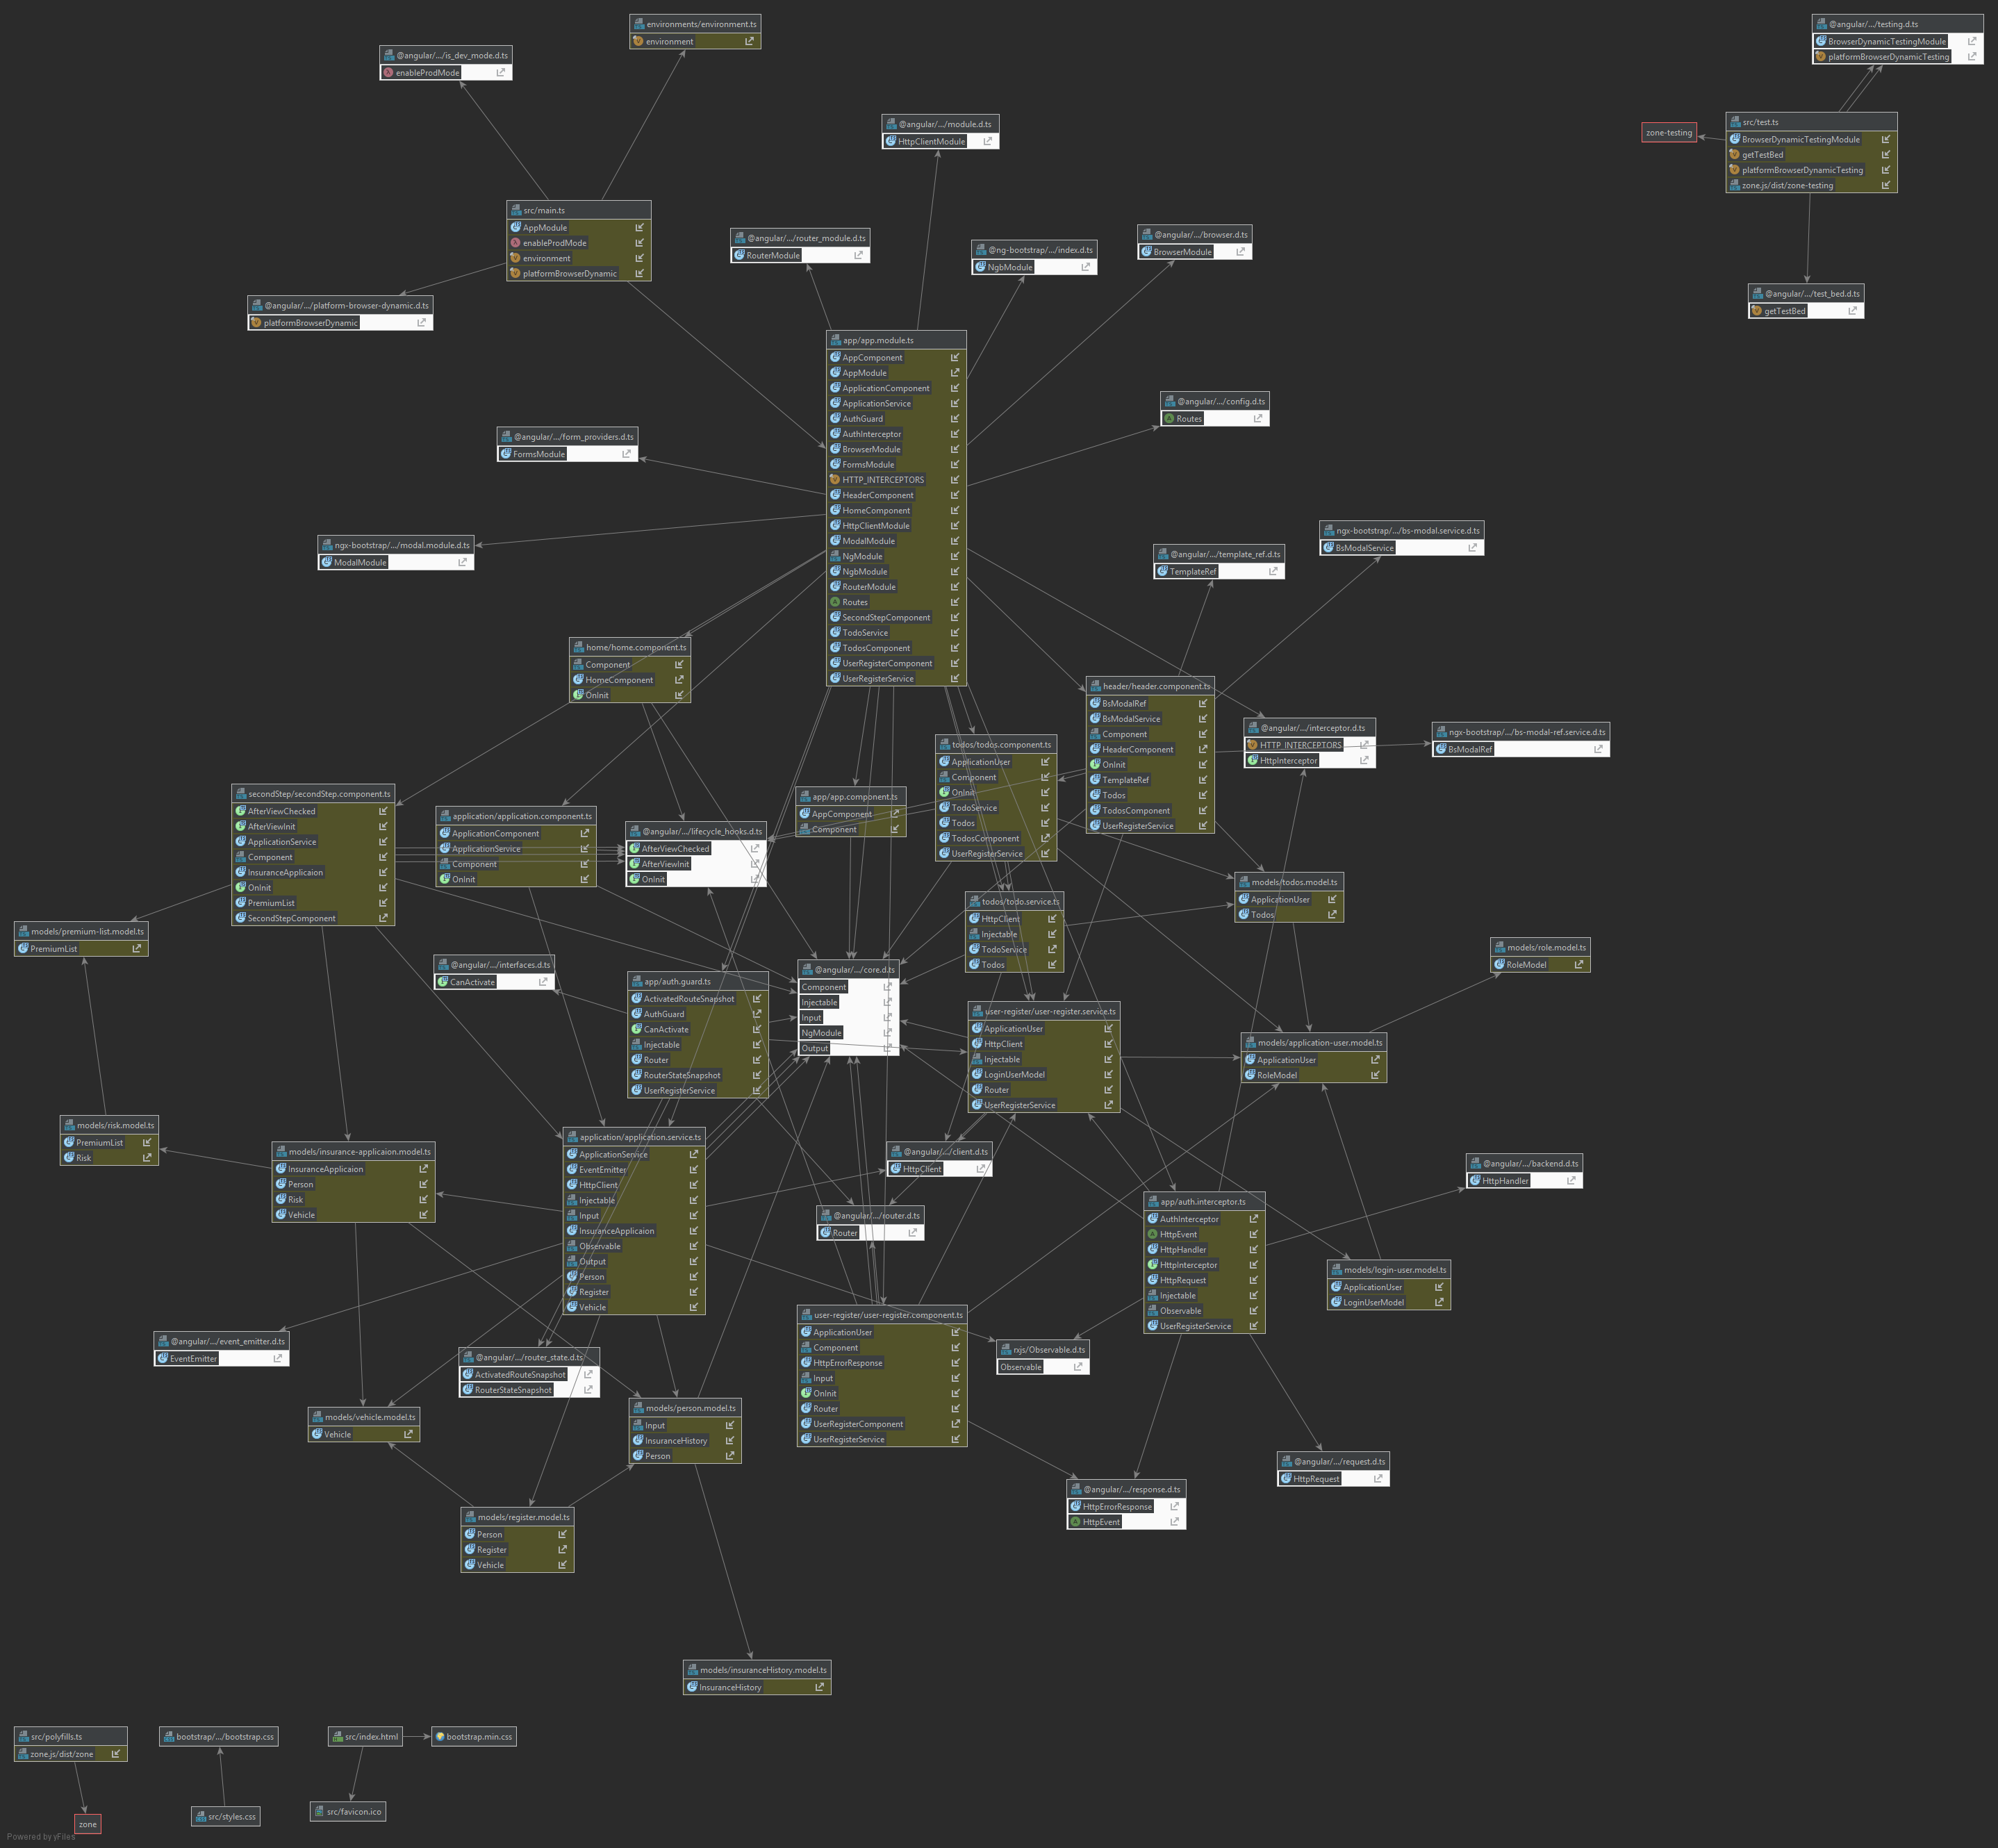 environments/environment.ts
environment
@angular/.../is_dev_mode.d.ts
enableProdMode
@angular/.../testing.d.ts
BrowserDynamicTestingModule
platformBrowserDynamicTesting
zone-testing
src/test.ts
BrowserDynamicTestingModule
getTestBed
platformBrowserDynamicTesting
zone.js/dist/zone-testing
@angular/.../test_bed.d.ts
getTestBed
@angular/.../module.d.ts
HttpClientModule
src/main.ts
AppModule
enableProdMode
environment
platformBrowserDynamic
@angular/.../platform-browser-dynamic.d.ts
platformBrowserDynamic
@angular/.../router_module.d.ts
RouterModule
@ng-bootstrap/.../index.d.ts
NgbModule
@angular/.../browser.d.ts
BrowserModule
app/app.module.ts
AppComponent
AppModule
ApplicationComponent
ApplicationService
AuthGuard
AuthInterceptor
BrowserModule
FormsModule
HTTP_INTERCEPTORS
HeaderComponent
HomeComponent
HttpClientModule
ModalModule
NgModule
NgbModule
RouterModule
Routes
SecondStepComponent
TodoService
TodosComponent
UserRegisterComponent
UserRegisterService
@angular/.../config.d.ts
Routes
@angular/.../form_providers.d.ts
FormsModule
ngx-bootstrap/.../modal.module.d.ts
ModalModule
ngx-bootstrap/.../bs-modal.service.d.ts
BsModalService
@angular/.../template_ref.d.ts
TemplateRef
home/home.component.ts
Component
HomeComponent
OnInit
header/header.component.ts
BsModalRef
BsModalService
Component
HeaderComponent
OnInit
TemplateRef
Todos
TodosComponent
UserRegisterService
@angular/.../interceptor.d.ts
HTTP_INTERCEPTORS
HttpInterceptor
ngx-bootstrap/.../bs-modal-ref.service.d.ts
BsModalRef
todos/todos.component.ts
ApplicationUser
Component
OnInit
TodoService
Todos
TodosComponent
UserRegisterService
secondStep/secondStep.component.ts
AfterViewChecked
AfterViewInit
ApplicationService
Component
InsuranceApplicaion
OnInit
PremiumList
SecondStepComponent
application/application.component.ts
ApplicationComponent
ApplicationService
Component
OnInit
@angular/.../lifecycle_hooks.d.ts
AfterViewChecked
AfterViewInit
OnInit
app/app.component.ts
AppComponent
Component
models/todos.model.ts
ApplicationUser
Todos
todos/todo.service.ts
HttpClient
Injectable
TodoService
Todos
models/premium-list.model.ts
PremiumList
models/role.model.ts
RoleModel
@angular/.../interfaces.d.ts
CanActivate
app/auth.guard.ts
ActivatedRouteSnapshot
AuthGuard
CanActivate
Injectable
Router
RouterStateSnapshot
UserRegisterService
@angular/.../core.d.ts
Component
Injectable
Input
NgModule
Output
user-register/user-register.service.ts
ApplicationUser
HttpClient
Injectable
LoginUserModel
Router
UserRegisterService
models/application-user.model.ts
ApplicationUser
RoleModel
models/risk.model.ts
PremiumList
Risk
models/insurance-applicaion.model.ts
InsuranceApplicaion
Person
Risk
Vehicle
application/application.service.ts
ApplicationService
EventEmitter
HttpClient
Injectable
Input
InsuranceApplicaion
Observable
Output
Person
Register
Vehicle
@angular/.../client.d.ts
HttpClient
@angular/.../router.d.ts
Router
@angular/.../backend.d.ts
HttpHandler
app/auth.interceptor.ts
AuthInterceptor
HttpEvent
HttpHandler
HttpInterceptor
HttpRequest
Injectable
Observable
UserRegisterService
models/login-user.model.ts
ApplicationUser
LoginUserModel
user-register/user-register.component.ts
ApplicationUser
Component
HttpErrorResponse
Input
OnInit
Router
UserRegisterComponent
UserRegisterService
@angular/.../event_emitter.d.ts
EventEmitter
@angular/.../router_state.d.ts
ActivatedRouteSnapshot
RouterStateSnapshot
rxjs/Observable.d.ts
Observable
models/vehicle.model.ts
Vehicle
models/person.model.ts
Input
InsuranceHistory
Person
@angular/.../request.d.ts
HttpRequest
@angular/.../response.d.ts
HttpErrorResponse
HttpEvent
models/register.model.ts
Person
Register
Vehicle
models/insuranceHistory.model.ts
InsuranceHistory
src/polyfills.ts
zone.js/dist/zone
bootstrap/.../bootstrap.css
src/index.html
bootstrap.min.css
src/styles.css
src/favicon.ico
zone
Powered by yFiles